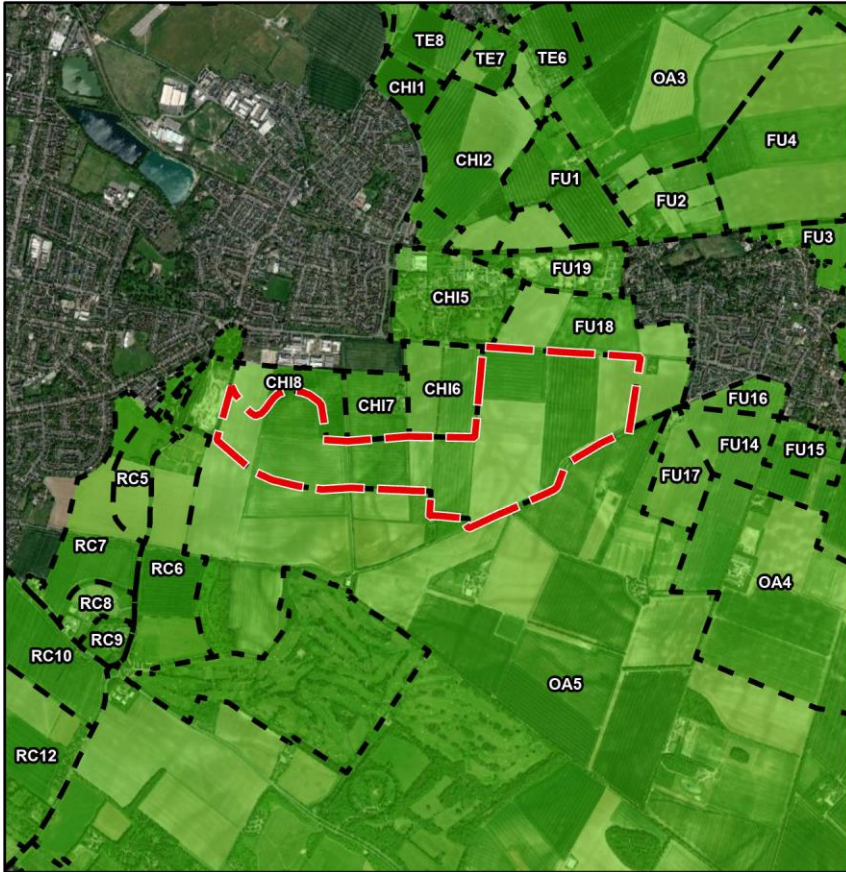 TE8
TE7
TE6
OA3
CHI1
FU4
CHI2
FU1
FU2
FU3
FU19
CHI5
FU18
CHI8
CHI6
CHI7
FU16
FU14
FU15
RC5
FU17
RC7
RC6
OA4
RC8
RC9
RC10
OA5
RC12